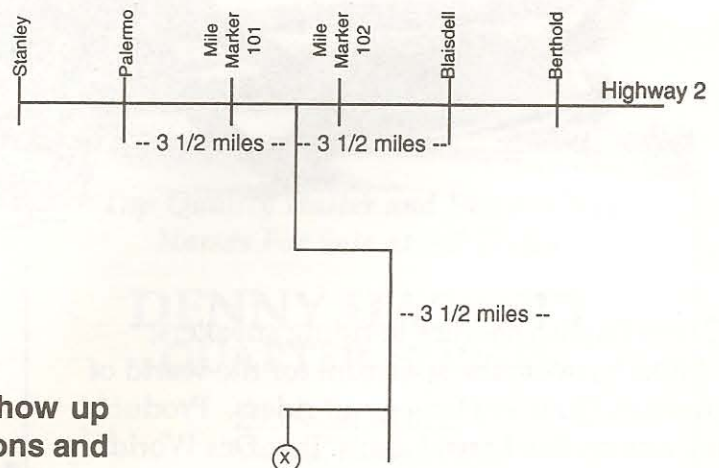 Stanley
Palermo
Mile
Marker
101
Mile
Marker
102
Blaisdell
Berthold
Highway 2
-- 3 1/2 miles --
-- 3 1/2 miles --
-- 3 1/2 miles --
how up
ons and
X